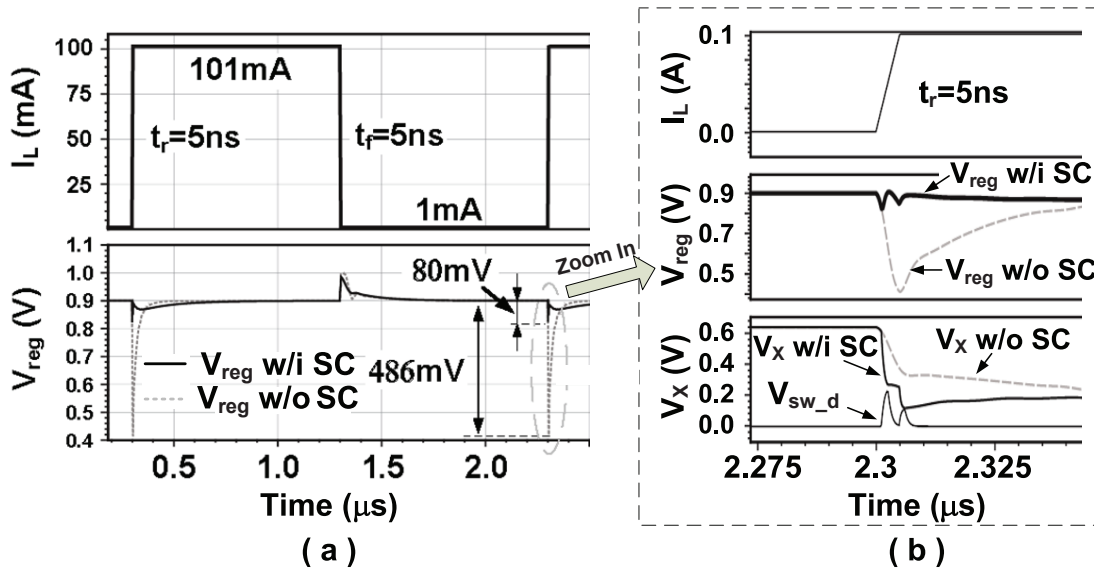 I_L (mA)
100
75
50
25
101mA
t_r=5ns
t_f=5ns
1mA
V_reg (V)
1.1
1.0
0.9
0.8
0.7
0.6
0.5
0.4
80mV
486mV
V_reg w/i SC
V_reg w/o SC
0.5 1.0 1.5 2.0
Time (μs)
( a )
Zoom In
I_L (A)
0.1
0.0
t_r=5ns
V_reg (V)
0.9
0.7
0.5
V_reg w/i SC
V_reg w/o SC
V_X (V)
0.6
0.4
0.2
0.0
V_X w/i SC
V_X w/o SC
V_sw_d
2.275 2.3 2.325
Time (μs)
( b )